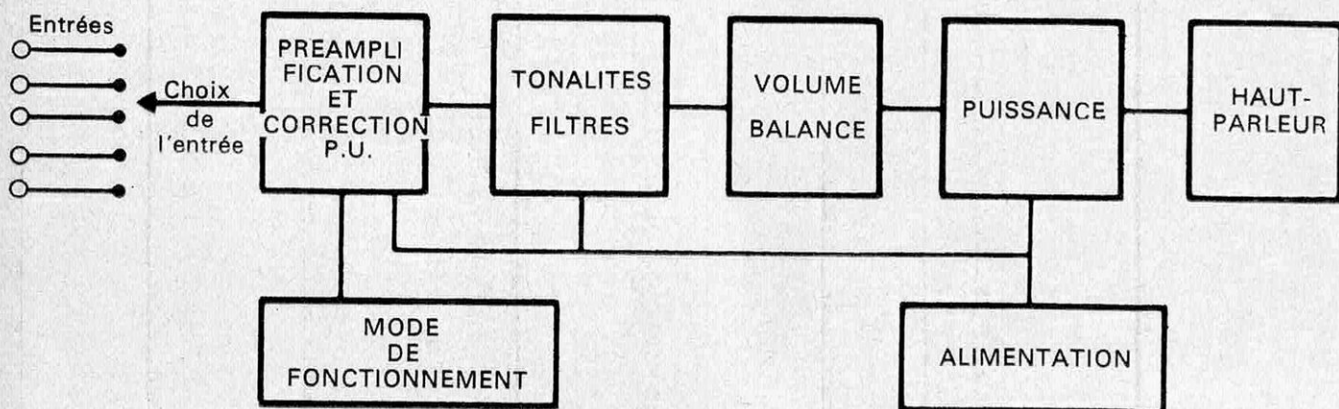 Entrées
Choix
de
l'entrée
PREAMPLI
FICATION
ET
CORRECTION
P.U.
TONALITES
FILTRES
VOLUME
BALANCE
PUISSANCE
HAUT-
PARLEUR
MODE
DE
FONCTIONNEMENT
ALIMENTATION